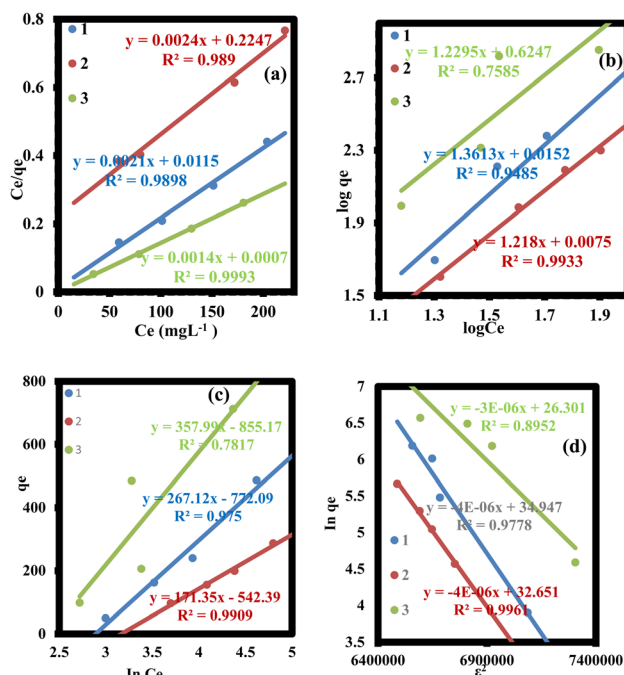 0.8
0.6
0.4
0.2
0
Ce/qe
1
2
3
y = 0.0024x + 0.2247
R² = 0.989
(a)
y = 0.0021x + 0.0115
R² = 0.9898
y = 0.0014x + 0.0007
R² = 0.9993
0 50 100 150 200
Ce (mgL⁻¹)
2.7
2.3
1.9
1.5
log qe
1
2
3
y = 1.2295x + 0.6247
R² = 0.7585
(b)
y = 1.3613x + 0.0152
R² = 0.9485
y = 1.218x + 0.0075
R² = 0.9933
1.1 1.3 1.5 1.7 1.9
logCe
800
600
400
200
0
qe
1
2
3
(c)
y = 357.99x - 855.17
R² = 0.7817
y = 267.12x - 772.09
R² = 0.975
y = 171.35x - 542.39
R² = 0.9909
2.5 3 3.5 4 4.5 5
In Ce
7
6.5
6
5.5
5
4.5
4
3.5
In qe
y = -3E-06x + 26.301
R² = 0.8952
(d)
y = -4E-06x + 34.947
R² = 0.9778
1
2
3
y = -4E-06x + 32.651
R² = 0.9961
6400000 6900000 7400000
ε²